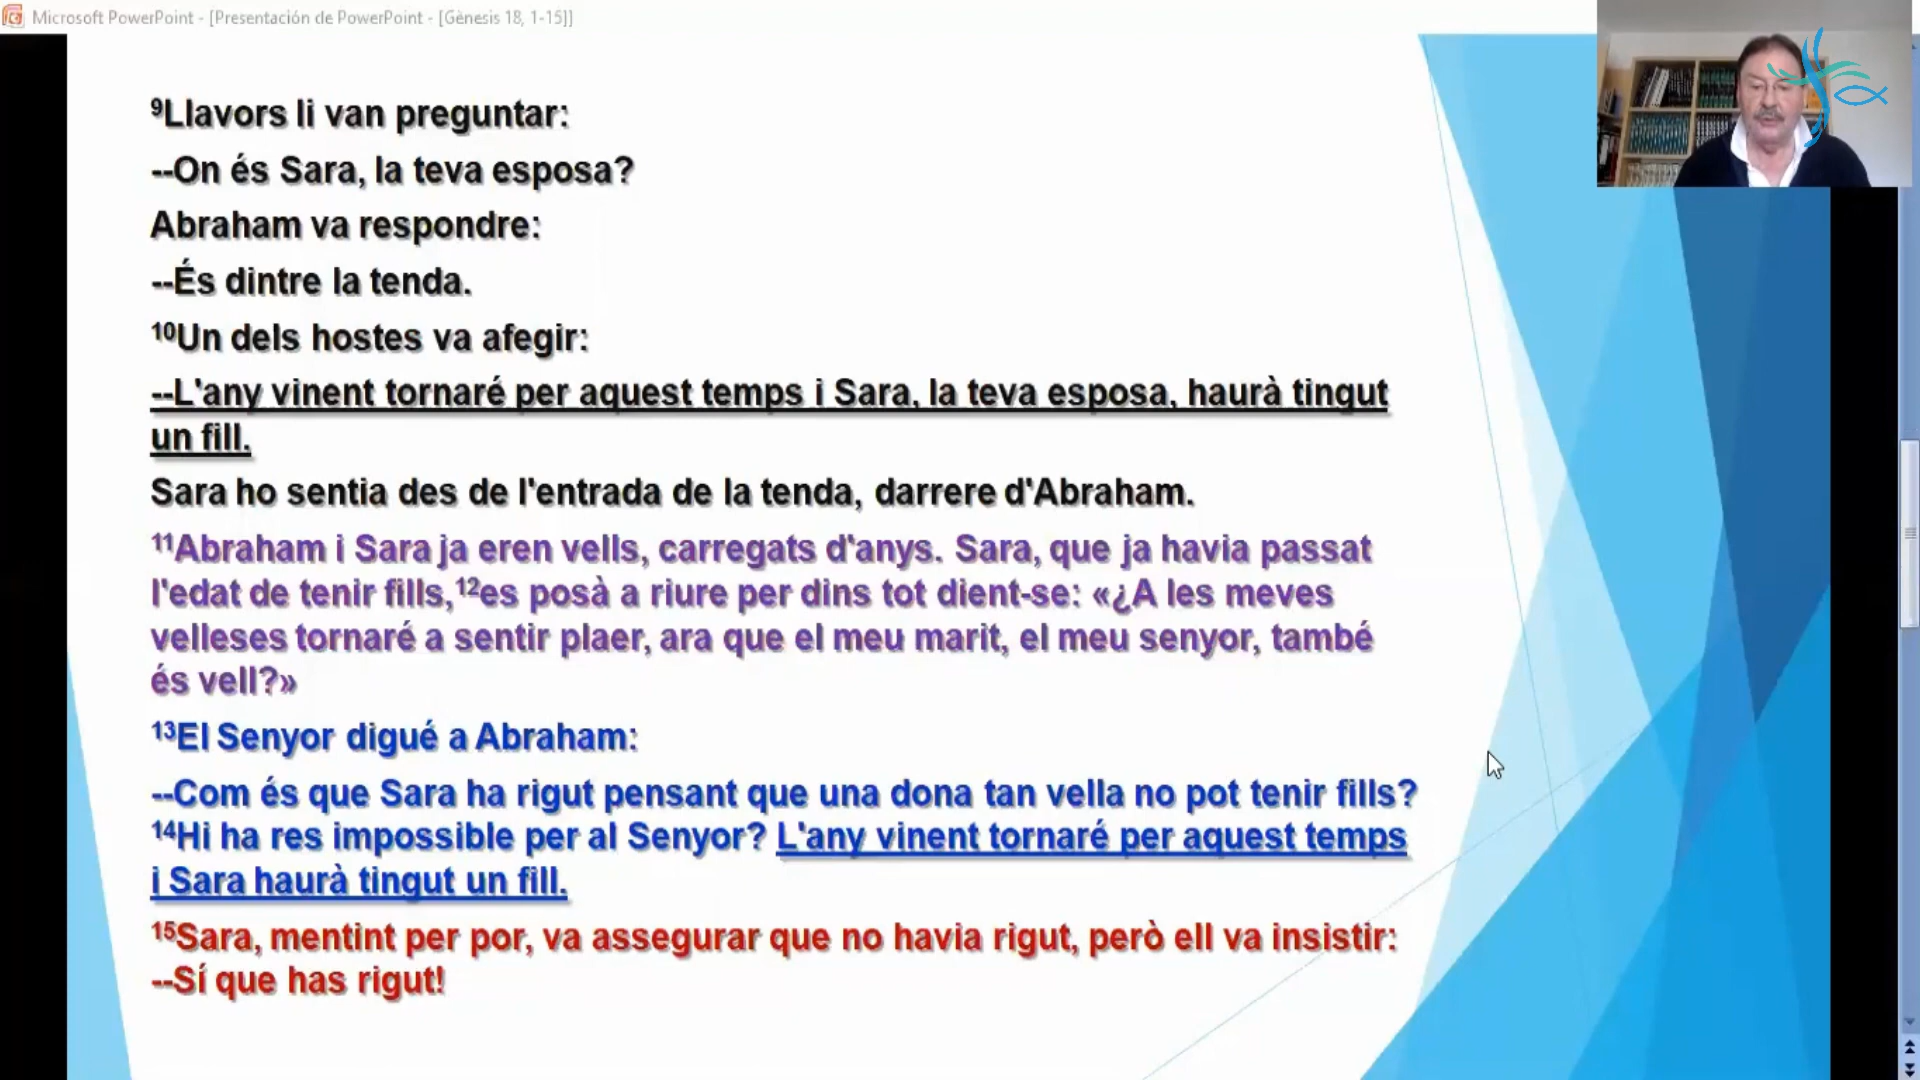 Microsoft PowerPoint - [Presentación de PowerPoint - [Gènesis 18, 1-15]]
⁹Llavors li van preguntar:
--On és Sara, la teva esposa?
Abraham va respondre:
--És dintre la tenda.
¹⁰Un dels hostes va afegir:
--L'any vinent tornaré per aquest temps i Sara, la teva esposa, haurà tingut
un fill.
Sara ho sentia des de l'entrada de la tenda, darrere d'Abraham.
¹¹Abraham i Sara ja eren vells, carregats d'anys. Sara, que ja havia passat
l'edat de tenir fills,¹²es posà a riure per dins tot dient-se: «¿A les meves
velleses tornaré a sentir plaer, ara que el meu marit, el meu senyor, també
és vell?»
¹³El Senyor digué a Abraham:
--Com és que Sara ha rigut pensant que una dona tan vella no pot tenir fills?
¹⁴Hi ha res impossible per al Senyor? L'any vinent tornaré per aquest temps
i Sara haurà tingut un fill.
¹⁵Sara, mentint per por, va assegurar que no havia rigut, però ell va insistir:
--Sí que has rigut!